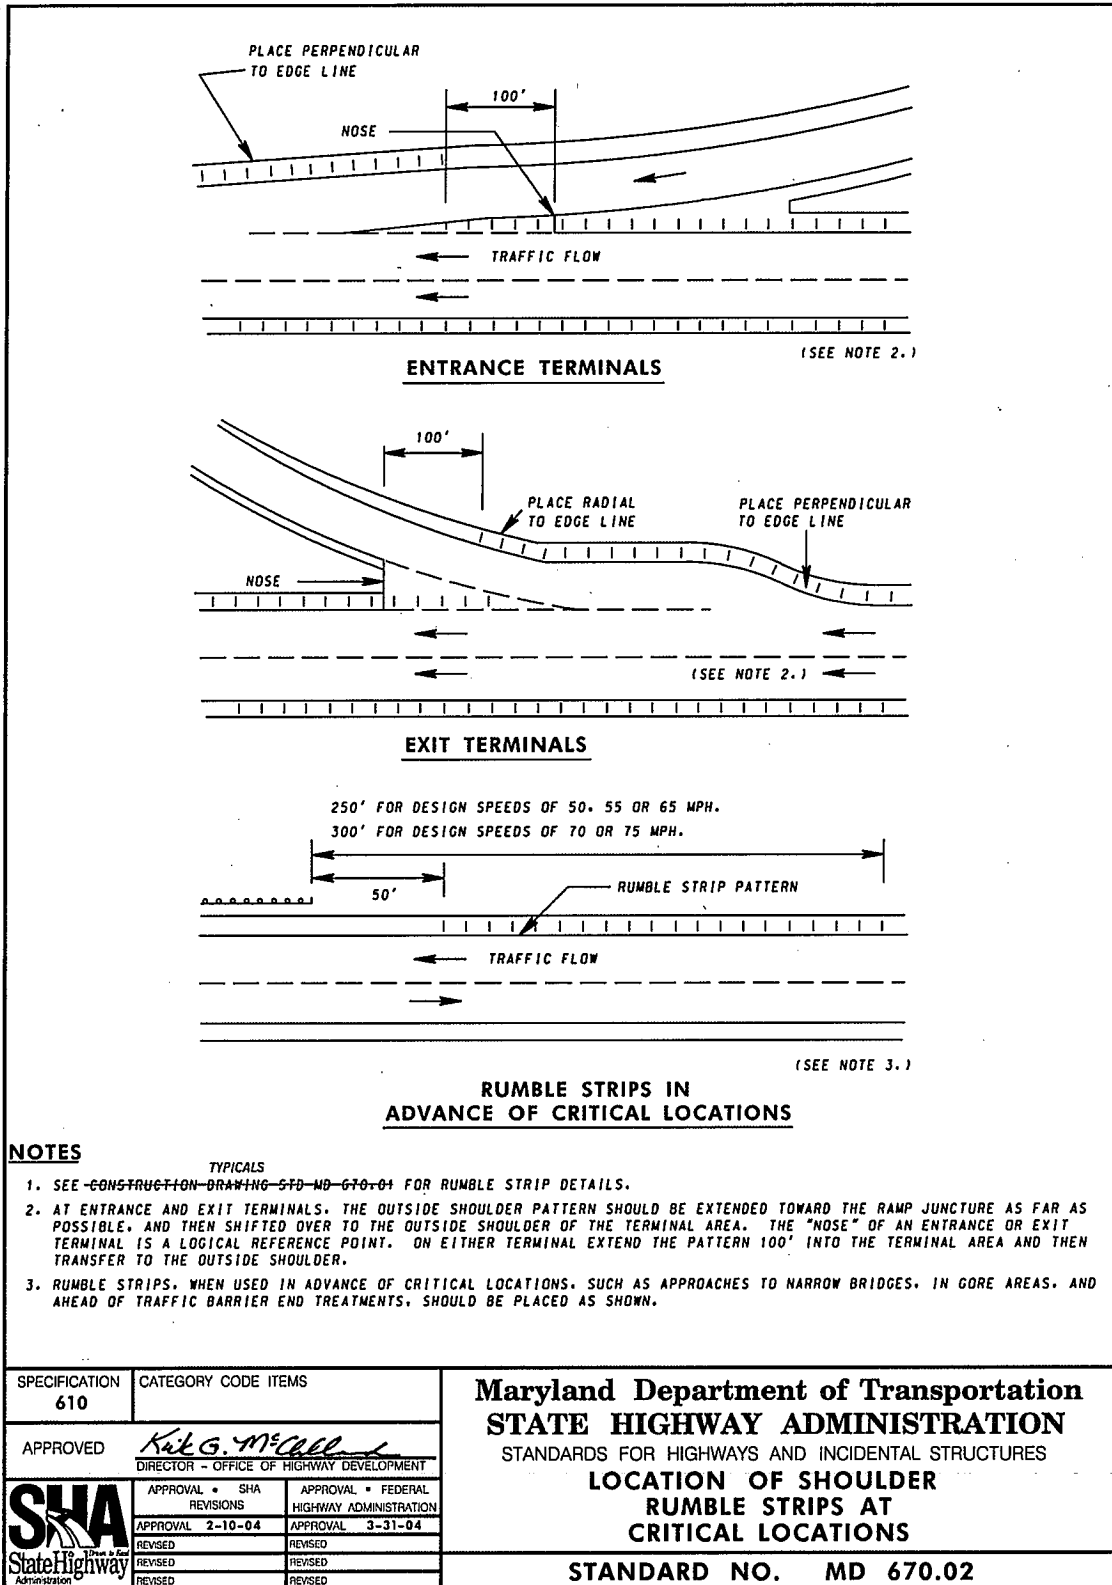 PLACE PERPENDICULAR
TO EDGE LINE
100'
NOSE
TRAFFIC FLOW
(SEE NOTE 2.)
ENTRANCE TERMINALS
100'
PLACE RADIAL
TO EDGE LINE
PLACE PERPENDICULAR
TO EDGE LINE
NOSE
(SEE NOTE 2.)
EXIT TERMINALS
250' FOR DESIGN SPEEDS OF 50. 55 OR 65 MPH.
300' FOR DESIGN SPEEDS OF 70 OR 75 MPH.
50'
RUMBLE STRIP PATTERN
TRAFFIC FLOW
(SEE NOTE 3.)
RUMBLE STRIPS IN
ADVANCE OF CRITICAL LOCATIONS
NOTES
TYPICALS
1. SEE CONSTRUCTION DRAWING STD MD 670.01 FOR RUMBLE STRIP DETAILS.
2. AT ENTRANCE AND EXIT TERMINALS. THE OUTSIDE SHOULDER PATTERN SHOULD BE EXTENDED TOWARD THE RAMP JUNCTURE AS FAR AS
POSSIBLE. AND THEN SHIFTED OVER TO THE OUTSIDE SHOULDER OF THE TERMINAL AREA. THE "NOSE" OF AN ENTRANCE OR EXIT
TERMINAL IS A LOGICAL REFERENCE POINT. ON EITHER TERMINAL EXTEND THE PATTERN 100' INTO THE TERMINAL AREA AND THEN
TRANSFER TO THE OUTSIDE SHOULDER.
3. RUMBLE STRIPS. WHEN USED IN ADVANCE OF CRITICAL LOCATIONS. SUCH AS APPROACHES TO NARROW BRIDGES. IN GORE AREAS. AND
AHEAD OF TRAFFIC BARRIER END TREATMENTS. SHOULD BE PLACED AS SHOWN.
SPECIFICATION
610
CATEGORY CODE ITEMS
APPROVED
Kirk G. McClelland
DIRECTOR - OFFICE OF HIGHWAY DEVELOPMENT
SHA
Driven to Excel
StateHighway
Administration
APPROVAL • SHA
REVISIONS
APPROVAL • FEDERAL
HIGHWAY ADMINISTRATION
APPROVAL 2-10-04
APPROVAL 3-31-04
REVISED
REVISED
REVISED
REVISED
REVISED
REVISED
Maryland Department of Transportation
STATE HIGHWAY ADMINISTRATION
STANDARDS FOR HIGHWAYS AND INCIDENTAL STRUCTURES
LOCATION OF SHOULDER
RUMBLE STRIPS AT
CRITICAL LOCATIONS
STANDARD NO. MD 670.02